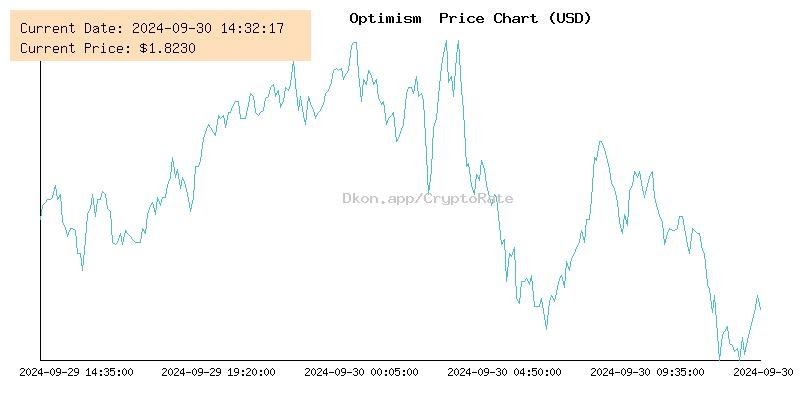 Optimism  Price Chart (USD)
Current Date: 2024-09-30 14:32:17
Current Price: $1.8230
Dkon.app/CryptoRate
2024-09-29 14:35:00 2024-09-29 19:20:00 2024-09-30 00:05:00 2024-09-30 04:50:00 2024-09-30 09:35:00 2024-09-30